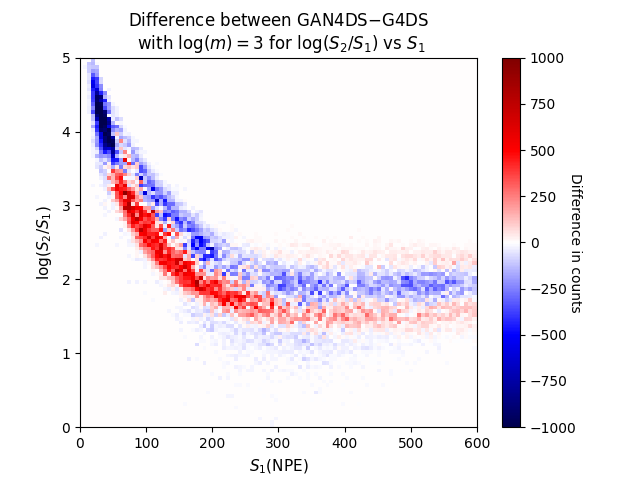 Difference between GAN4DS−G4DS
with log(m) = 3 for log(S₂/S₁) vs S₁
5
4
3
2
1
0
log(S₂/S₁)
0 100 200 300 400 500 600
S₁(NPE)
1000
750
500
250
0
−250
−500
−750
−1000
Difference in counts